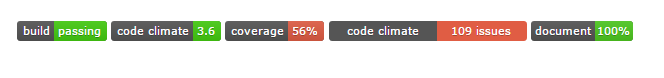 build passing code climate 3.6 coverage 56% code climate 109 issues document 100%